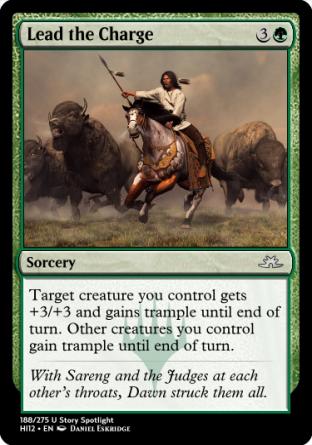 Lead the Charge 3
Sorcery
Target creature you control gets
+3/+3 and gains trample until end of
turn. Other creatures you control
gain trample until end of turn.
With Sareng and the Judges at each
other's throats, Dawn struck them all.
188/275 U Story Spotlight
HI12 • EN Daniel Eskridge